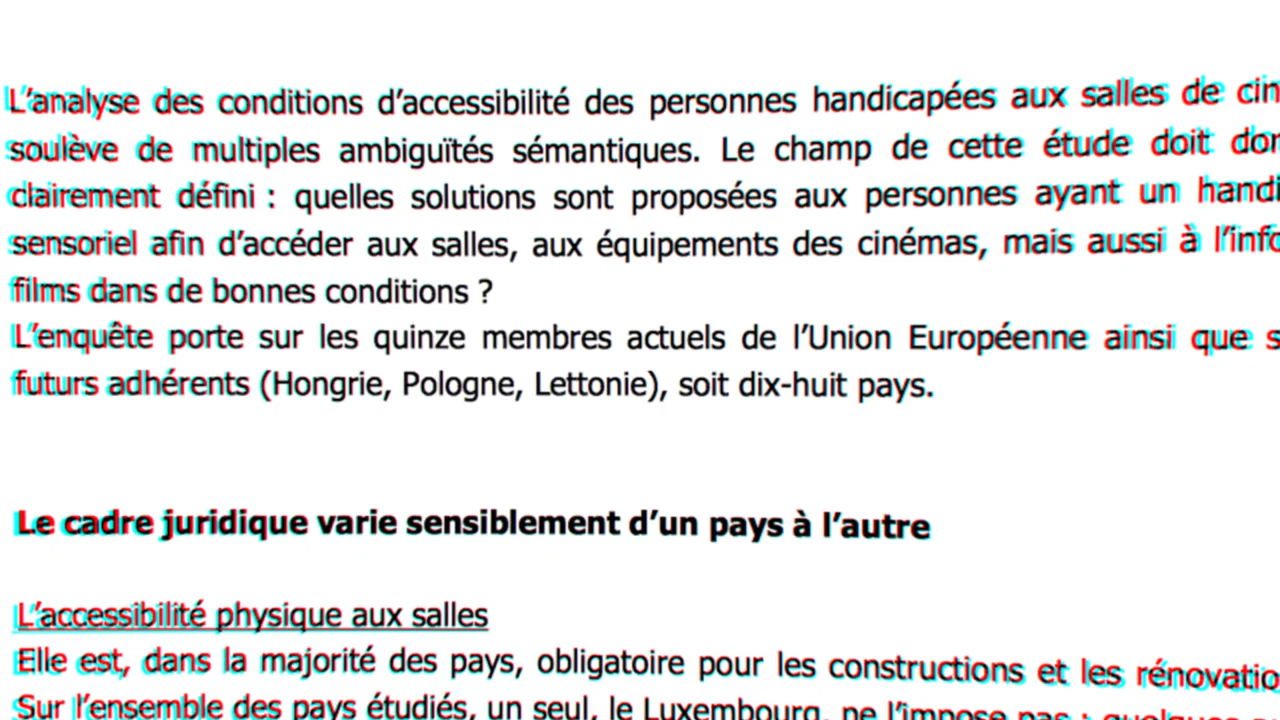 L'analyse des conditions d'accessibilité des personnes handicapées aux salles de
soulève de multiples ambiguïtés sémantiques. Le champ de cette étude doit
clairement défini : quelles solutions sont proposées aux personnes ayant un
sensoriel afin d'accéder aux salles, aux équipements des cinémas, mais aussi à
films dans de bonnes conditions ?
L'enquête porte sur les quinze membres actuels de l'Union Européenne ainsi que
futurs adhérents (Hongrie, Pologne, Lettonie), soit dix-huit pays.
Le cadre juridique varie sensiblement d'un pays à l'autre
L'accessibilité physique aux salles
Elle est, dans la majorité des pays, obligatoire pour les constructions et les
Sur l'ensemble des pays étudiés, un seul, le Luxembourg, ne l'impose pas : quelques